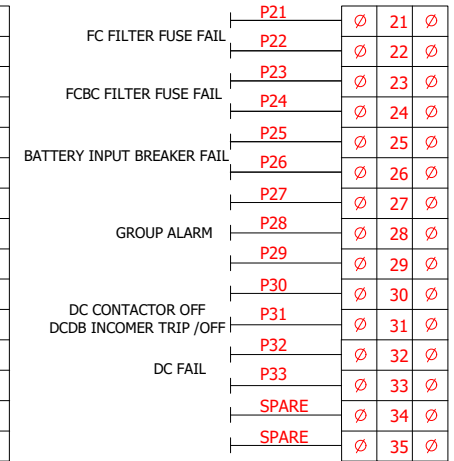 P21
Ø 21 Ø
FC FILTER FUSE FAIL
P22
Ø 22 Ø
P23
Ø 23 Ø
FCBC FILTER FUSE FAIL
P24
Ø 24 Ø
P25
Ø 25 Ø
BATTERY INPUT BREAKER FAIL
P26
Ø 26 Ø
P27
Ø 27 Ø
GROUP ALARM
P28
Ø 28 Ø
P29
Ø 29 Ø
P30
Ø 30 Ø
DC CONTACTOR OFF
DCDB INCOMER TRIP /OFF
P31
Ø 31 Ø
P32
Ø 32 Ø
DC FAIL
P33
Ø 33 Ø
SPARE
Ø 34 Ø
SPARE
Ø 35 Ø